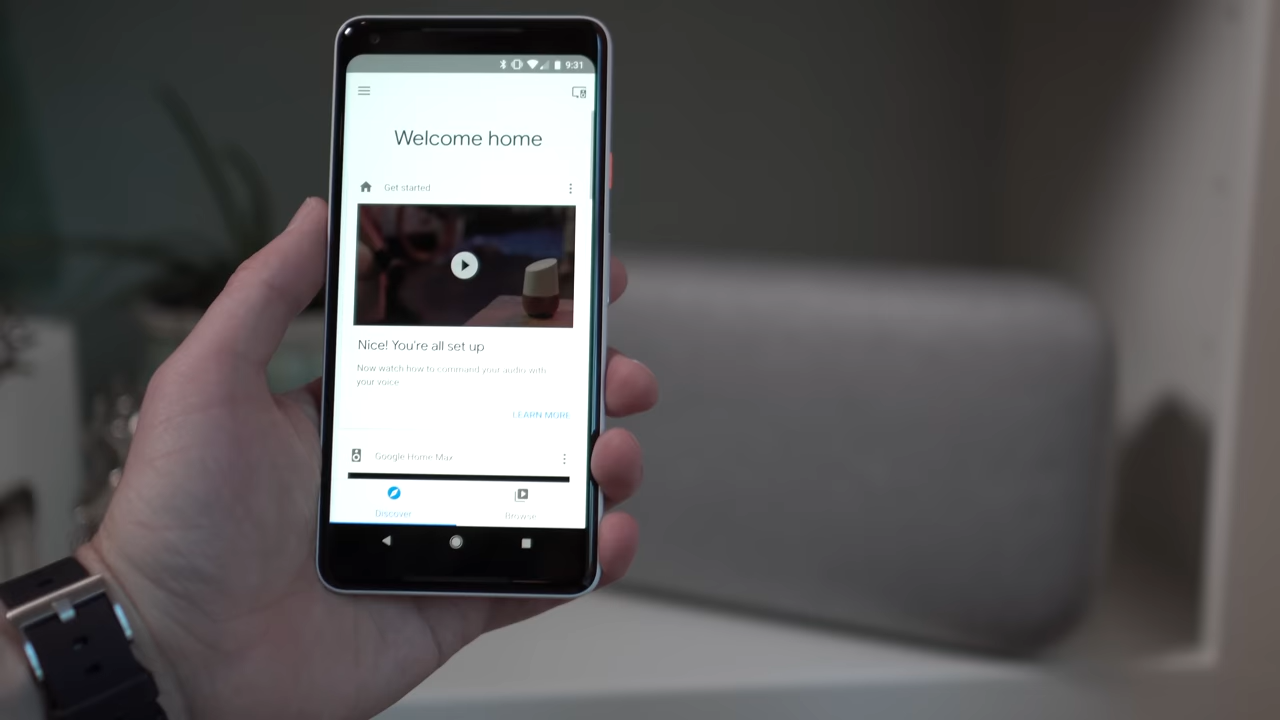 9:31
Welcome home
Get started
Nice! You're all set up
Now watch how to command your audio with
your voice
LEARN MORE
Google Home Max
Discover
Browse